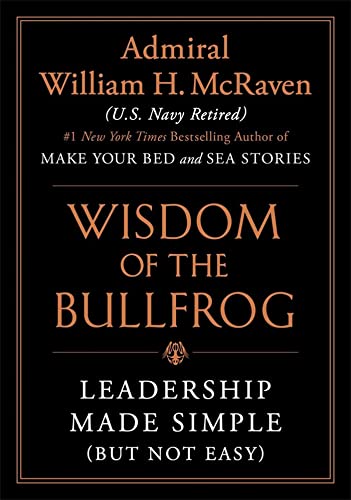 Admiral
William H. McRaven
(U.S. Navy Retired)
#1 New York Times Bestselling Author of
MAKE YOUR BED and SEA STORIES
WISDOM
OF THE
BULLFROG
LEADERSHIP
MADE SIMPLE
(BUT NOT EASY)